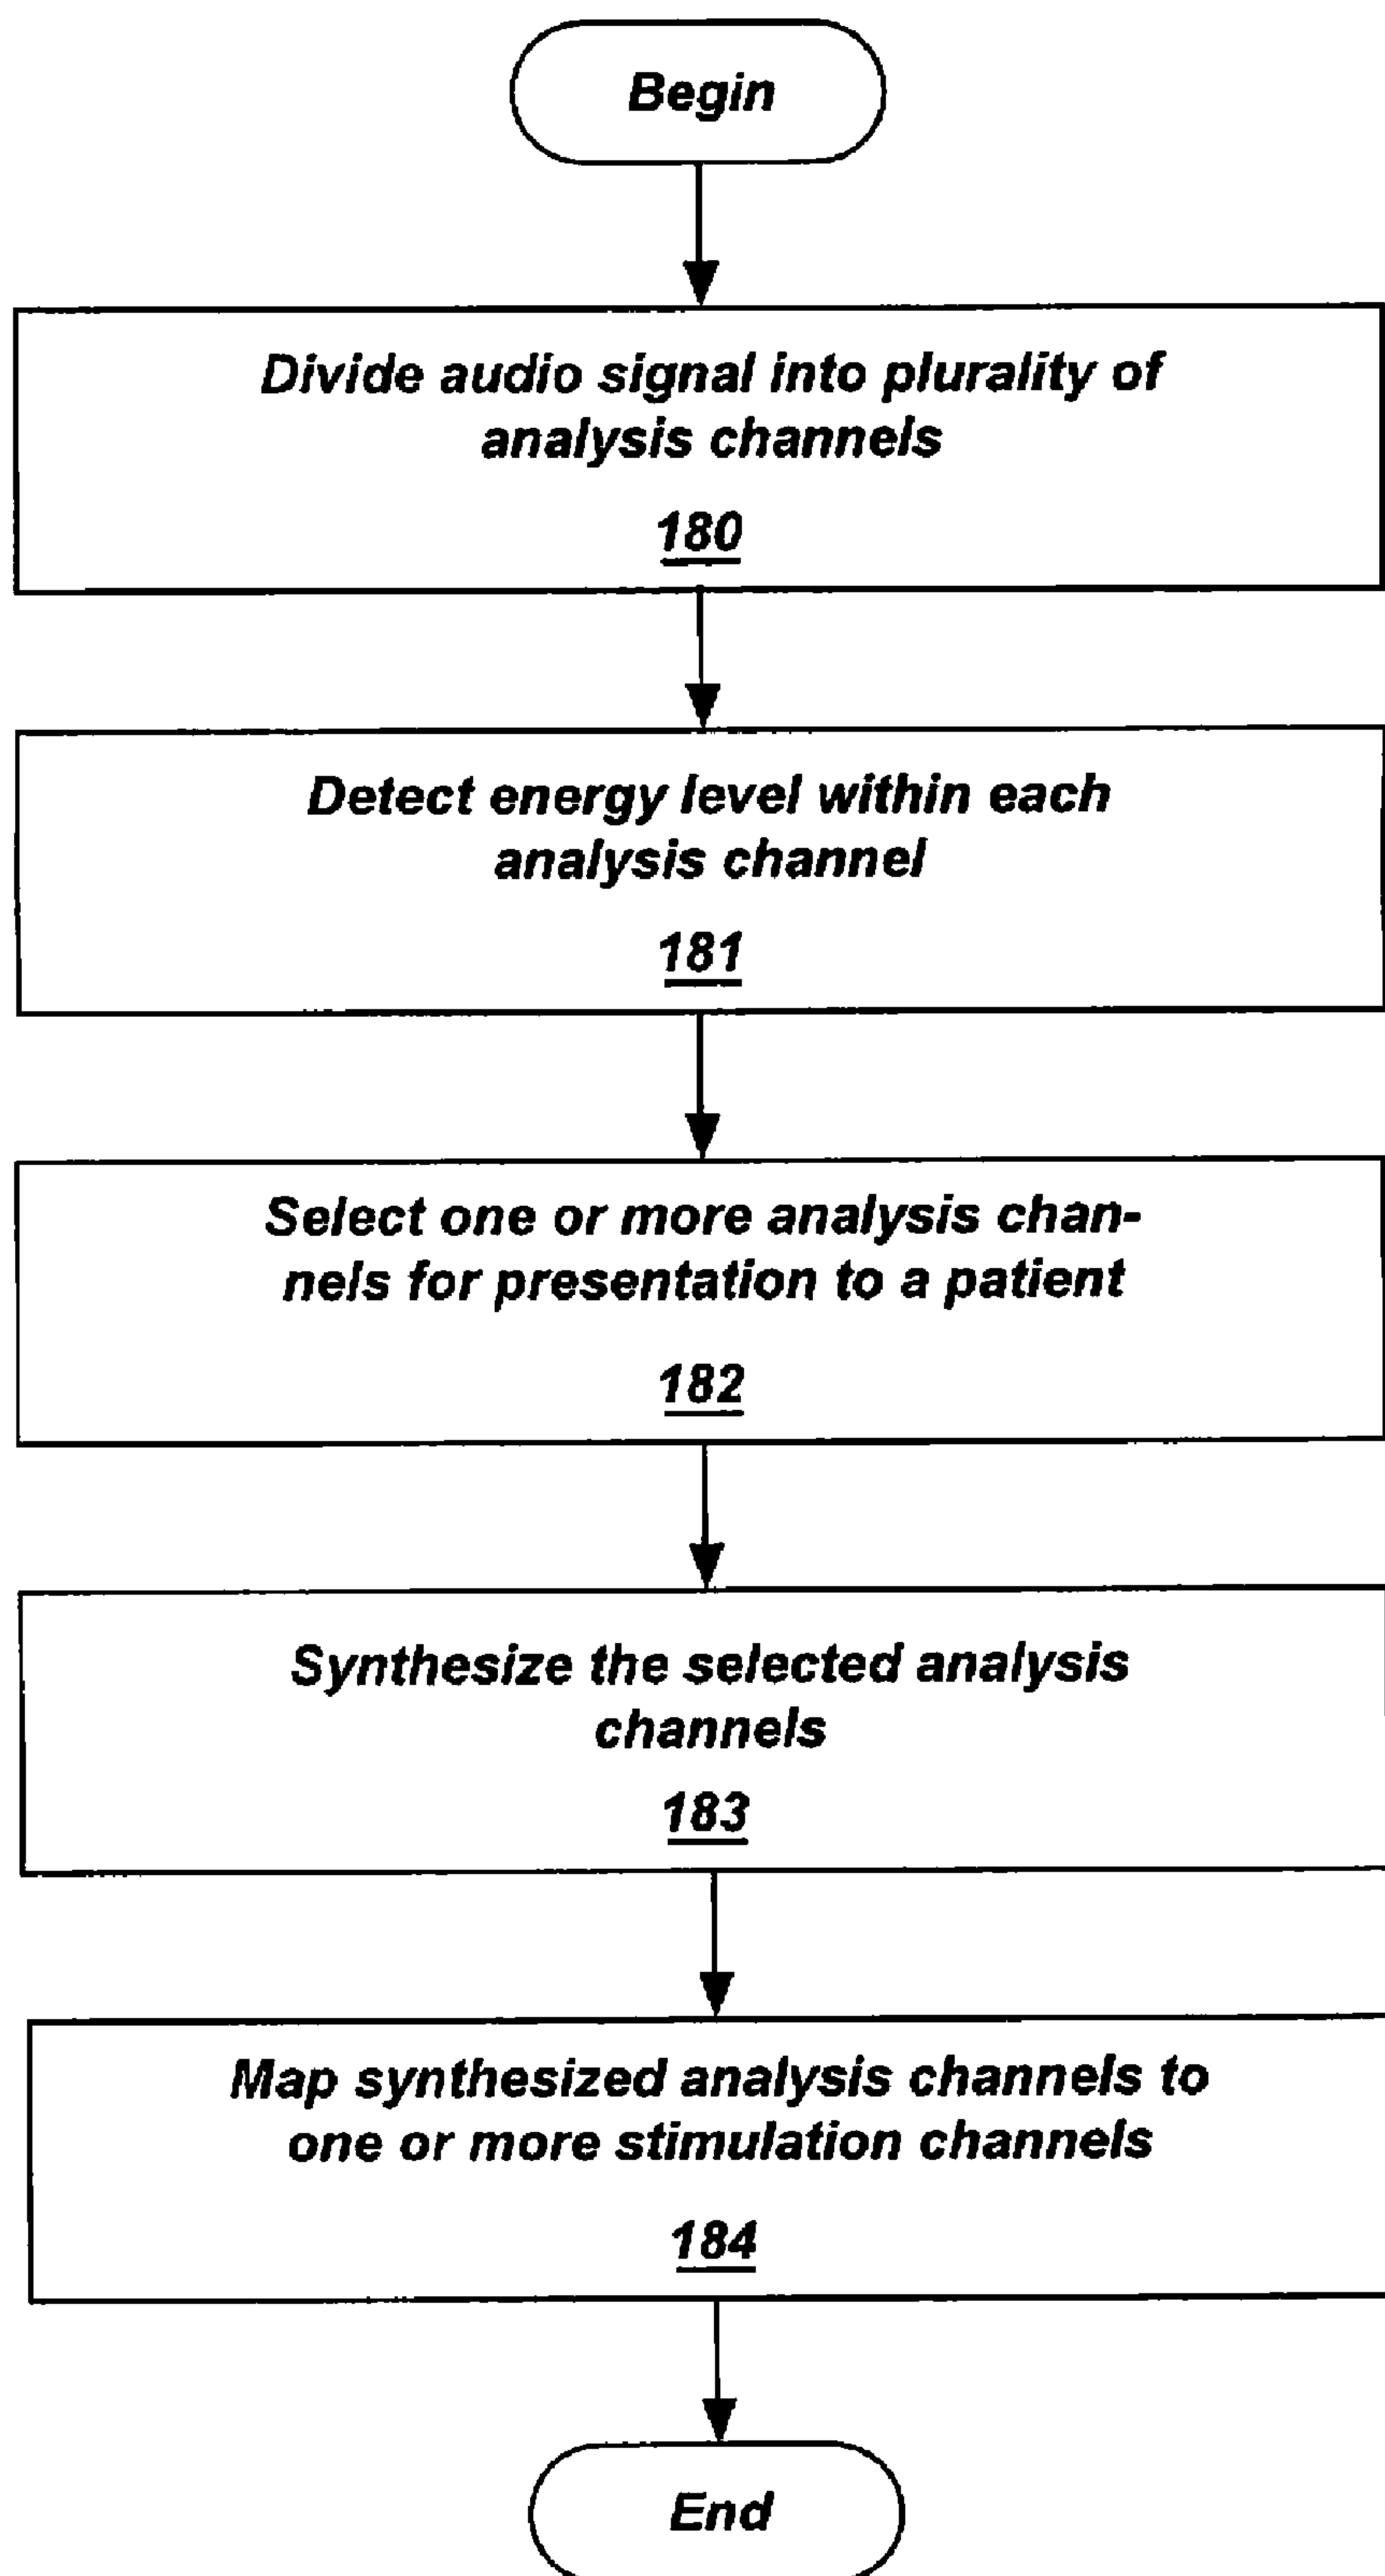 Begin
Divide audio signal into plurality of
analysis channels
180
Detect energy level within each
analysis channel
181
Select one or more analysis chan-
nels for presentation to a patient
182
Synthesize the selected analysis
channels
183
Map synthesized analysis channels to
one or more stimulation channels
184
End